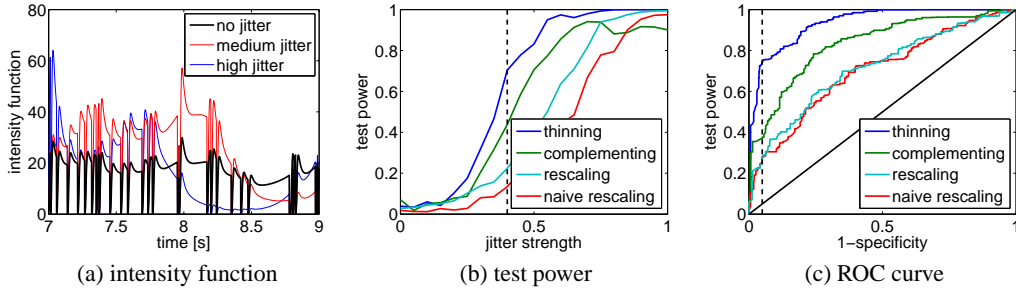 80
60
40
20
0
intensity function
no jitter
medium jitter
high jitter
7
7.5
8
8.5
9
time [s]
(a) intensity function
1
0.8
0.6
0.4
0.2
0
test power
thinning
complementing
rescaling
naive rescaling
0
0.5
1
jitter strength
(b) test power
1
0.8
0.6
0.4
0.2
0
test power
thinning
complementing
rescaling
naive rescaling
0
0.5
1
1−specificity
(c) ROC curve